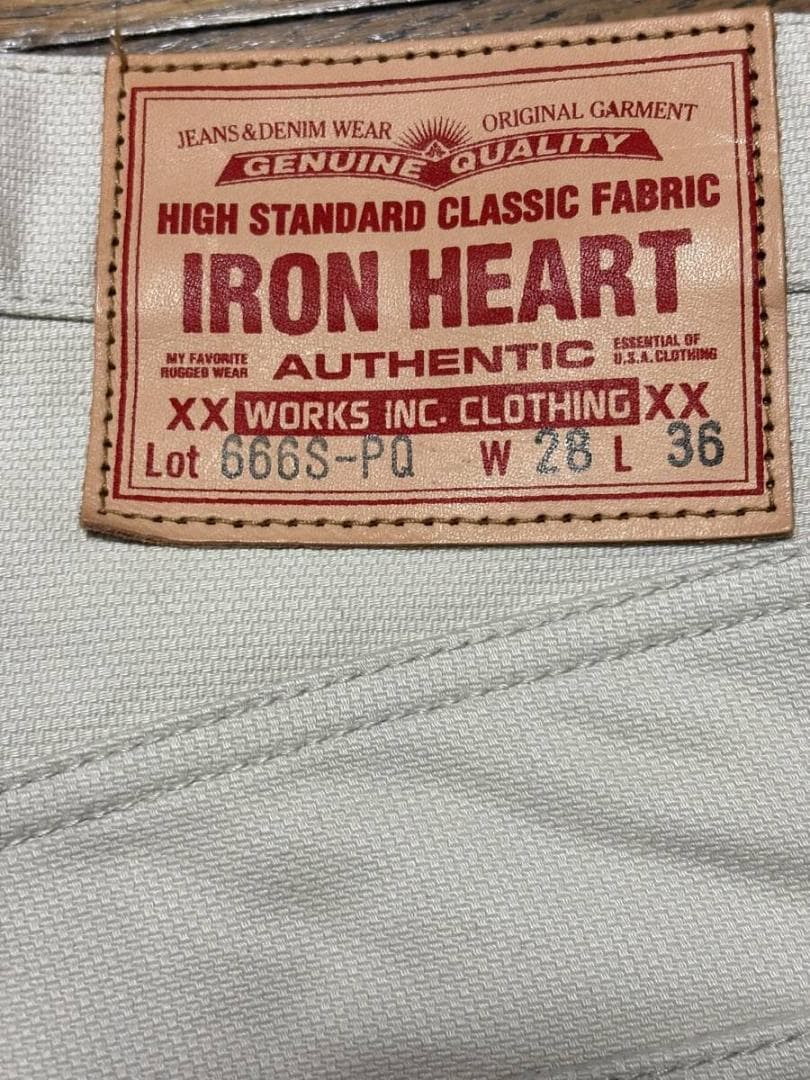 JEANS & DENIM WEAR ORIGINAL GARMENT
GENUINE QUALITY
HIGH STANDARD CLASSIC FABRIC
IRON HEART
MY FAVORITE
RUGGED WEAR
AUTHENTIC
ESSENTIAL OF
U.S.A. CLOTHING
XX WORKS INC. CLOTHING XX
Lot 666S-PQ W 28 L 36